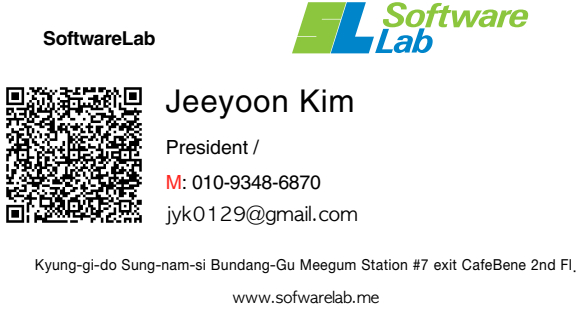 SoftwareLab
SL Software
Lab
Jeeyoon Kim
President /
M: 010-9348-6870
jyk0129@gmail.com
Kyung-gi-do Sung-nam-si Bundang-Gu Meegum Station #7 exit CafeBene 2nd Fl.
www.sofwarelab.me